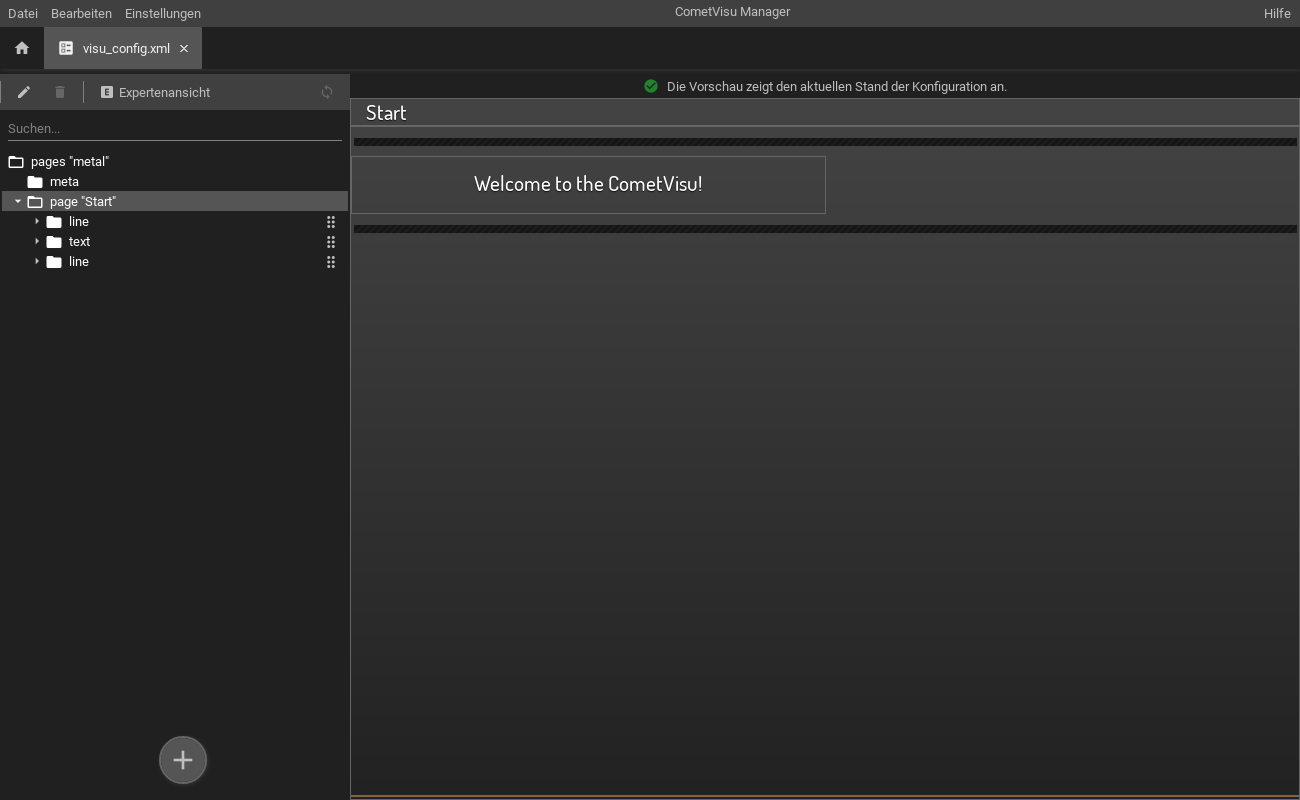 Datei Bearbeiten Einstellungen CometVisu Manager Hilfe
visu_config.xml
E Expertenansicht
Die Vorschau zeigt den aktuellen Stand der Konfiguration an.
Suchen...
Start
pages "metal"
meta
page "Start"
line
text
line
Welcome to the CometVisu!